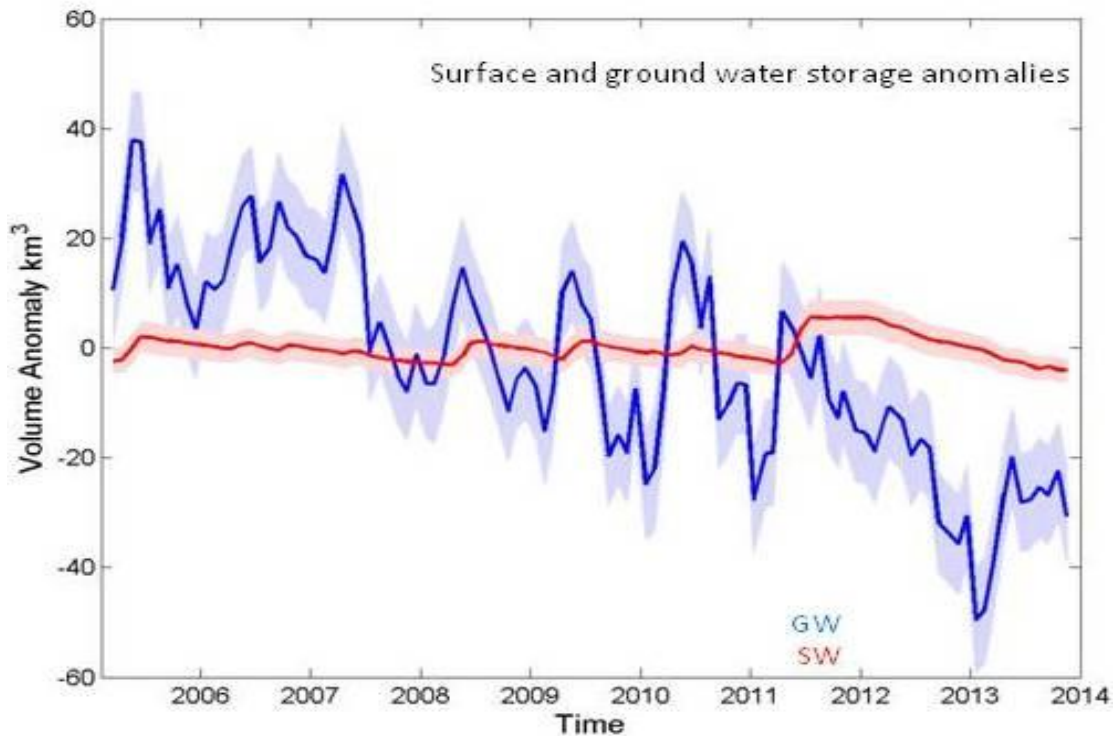 60
Surface and ground water storage anomalies
40
20
Volume Anomaly km³
0
-20
-40
GW
SW
-60
2006 2007 2008 2009 2010 2011 2012 2013 2014
Time